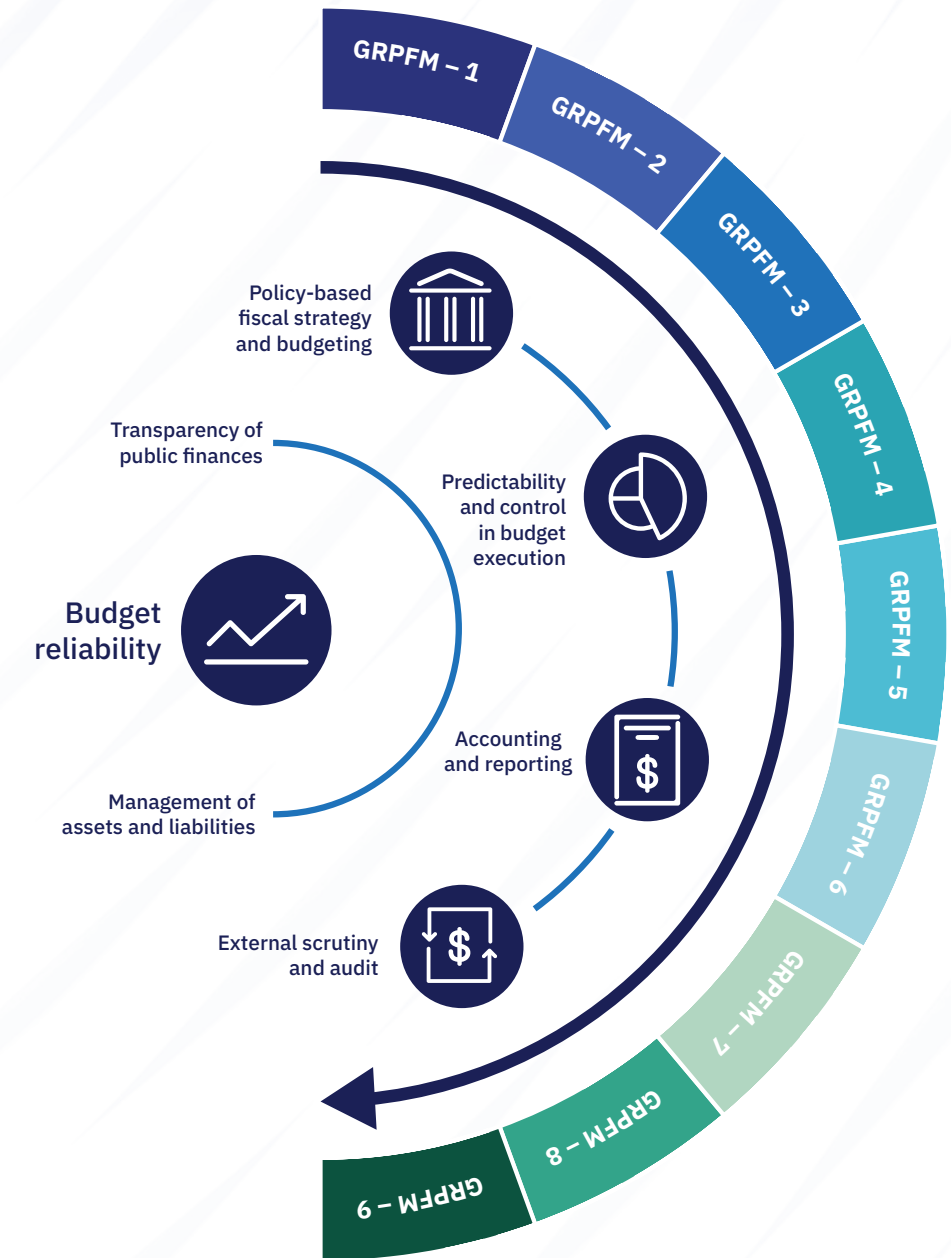 GRPFM – 1
GRPFM – 2
GRPFM – 3
GRPFM – 4
GRPFM – 5
GRPFM – 6
GRPFM – 7
GRPFM – 8
GRPFM – 9
Policy-based
fiscal strategy
and budgeting
Transparency of
public finances
Predictability
and control
in budget
execution
Budget
reliability
Accounting
and reporting
$
Management of
assets and liabilities
External scrutiny
and audit
$